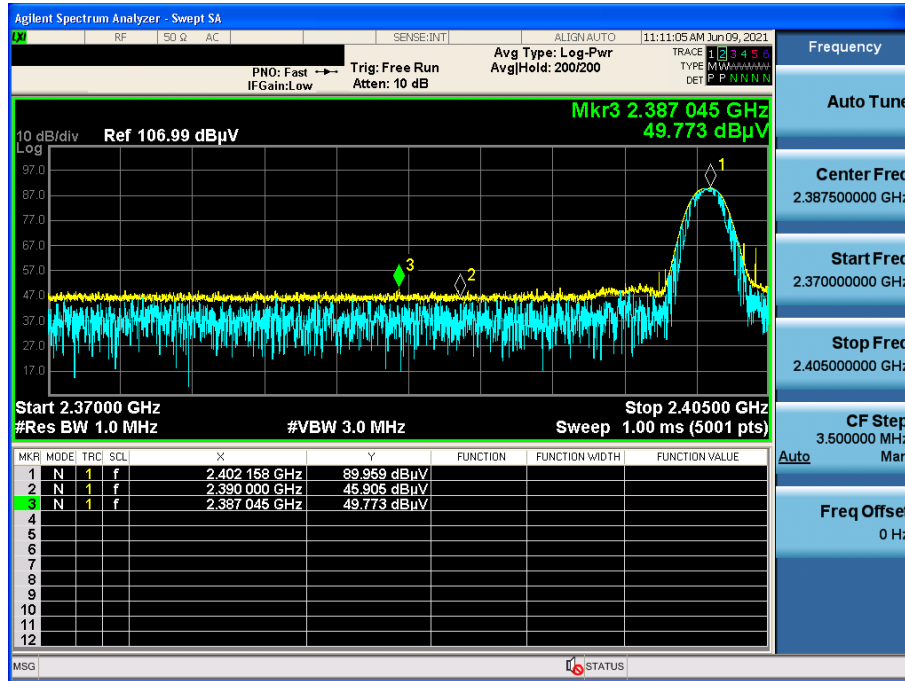 Agilent Spectrum Analyzer - Swept SA
LXI RF 50 Ω AC SENSE:INT ALIGN AUTO 11:11:05 AM Jun 09, 2021
PNO: Fast Trig: Free Run Avg Type: Log-Pwr TRACE 1 2 3 4 5 6
IFGain:Low Atten: 10 dB Avg|Hold: 200/200 TYPE M W
DET P P N N N N
Mkr3 2.387 045 GHz
49.773 dBµV
10 dB/div Ref 106.99 dBµV
Log
97.0
87.0
77.0
67.0
57.0
47.0
37.0
27.0
17.0
1
3
2
Start 2.37000 GHz Stop 2.40500 GHz
#Res BW 1.0 MHz #VBW 3.0 MHz Sweep 1.00 ms (5001 pts)
MKR MODE TRC SCL X Y FUNCTION FUNCTION WIDTH FUNCTION VALUE
1 N 1 f 2.402 158 GHz 89.959 dBµV
2 N 1 f 2.390 000 GHz 45.905 dBµV
3 N 1 f 2.387 045 GHz 49.773 dBµV
4
5
6
7
8
9
10
11
12
MSG STATUS
Frequency
Auto Tune
Center Freq
2.387500000 GHz
Start Freq
2.370000000 GHz
Stop Freq
2.405000000 GHz
CF Step
3.500000 MHz
Auto Man
Freq Offset
0 Hz